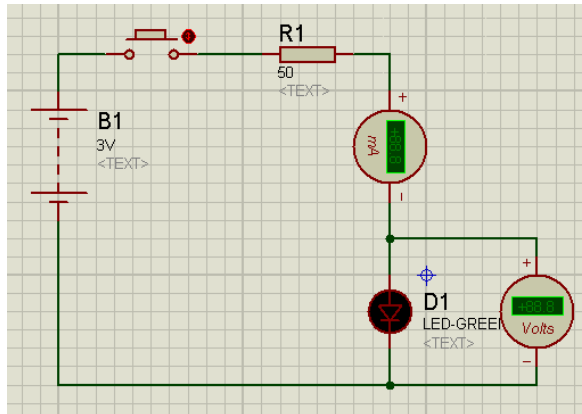 R1
50
<TEXT>
B1
3V
<TEXT>
+
+88.8
mA
−
+
+88.8
Volts
−
D1
LED-GREEN
<TEXT>